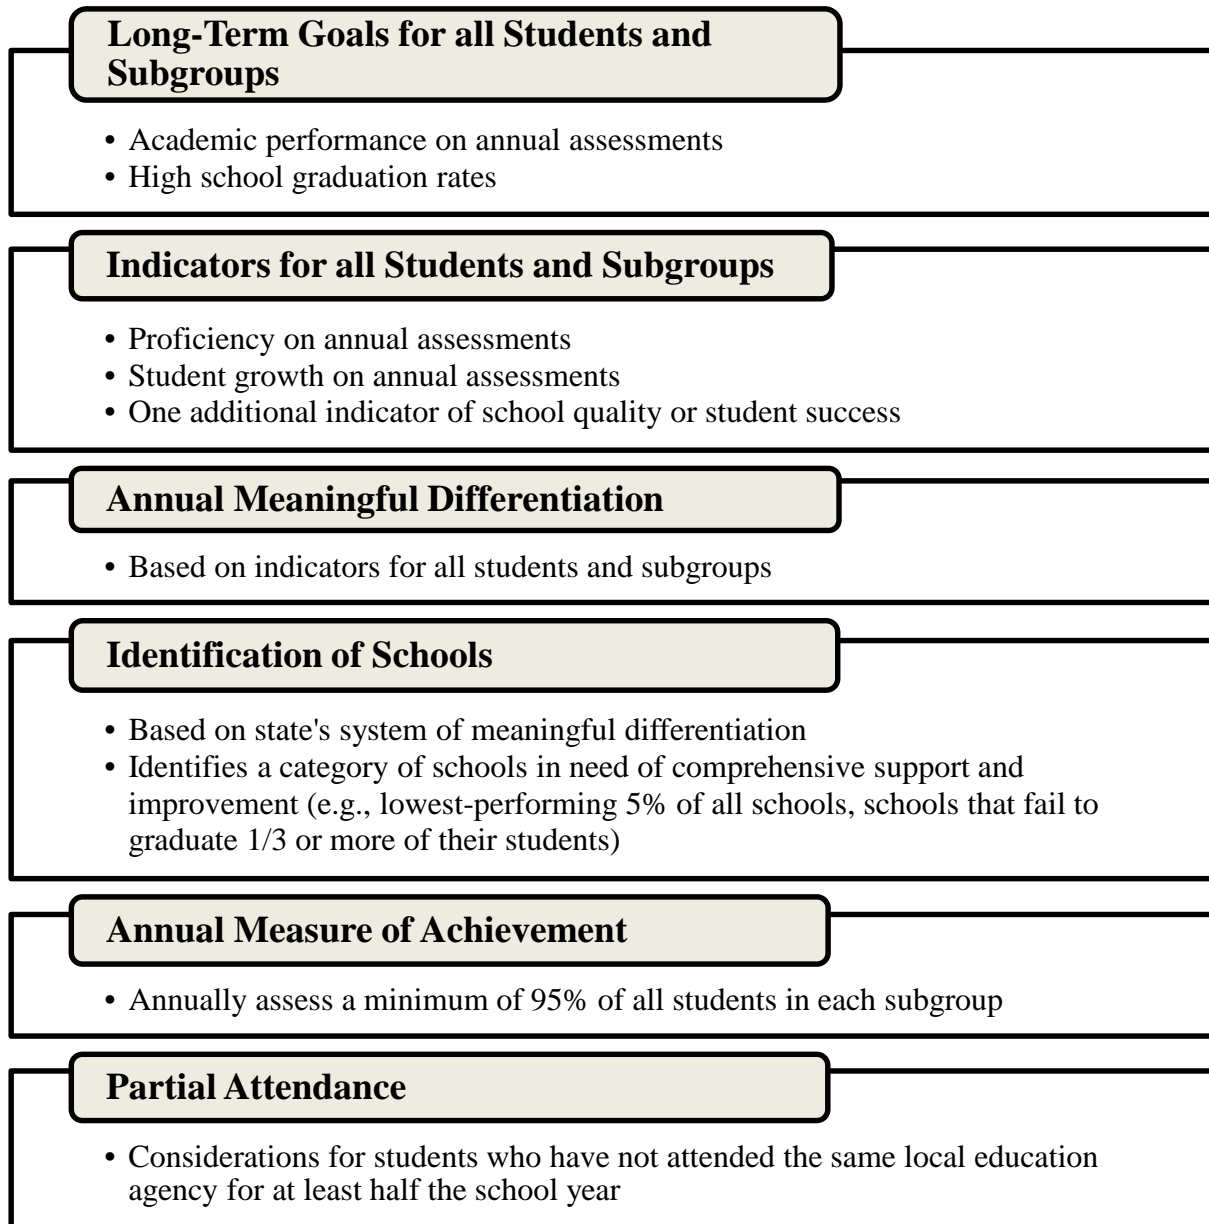 Long-Term Goals for all Students and
Subgroups
• Academic performance on annual assessments
• High school graduation rates
Indicators for all Students and Subgroups
• Proficiency on annual assessments
• Student growth on annual assessments
• One additional indicator of school quality or student success
Annual Meaningful Differentiation
• Based on indicators for all students and subgroups
Identification of Schools
• Based on state's system of meaningful differentiation
• Identifies a category of schools in need of comprehensive support and
improvement (e.g., lowest-performing 5% of all schools, schools that fail to
graduate 1/3 or more of their students)
Annual Measure of Achievement
• Annually assess a minimum of 95% of all students in each subgroup
Partial Attendance
• Considerations for students who have not attended the same local education
agency for at least half the school year